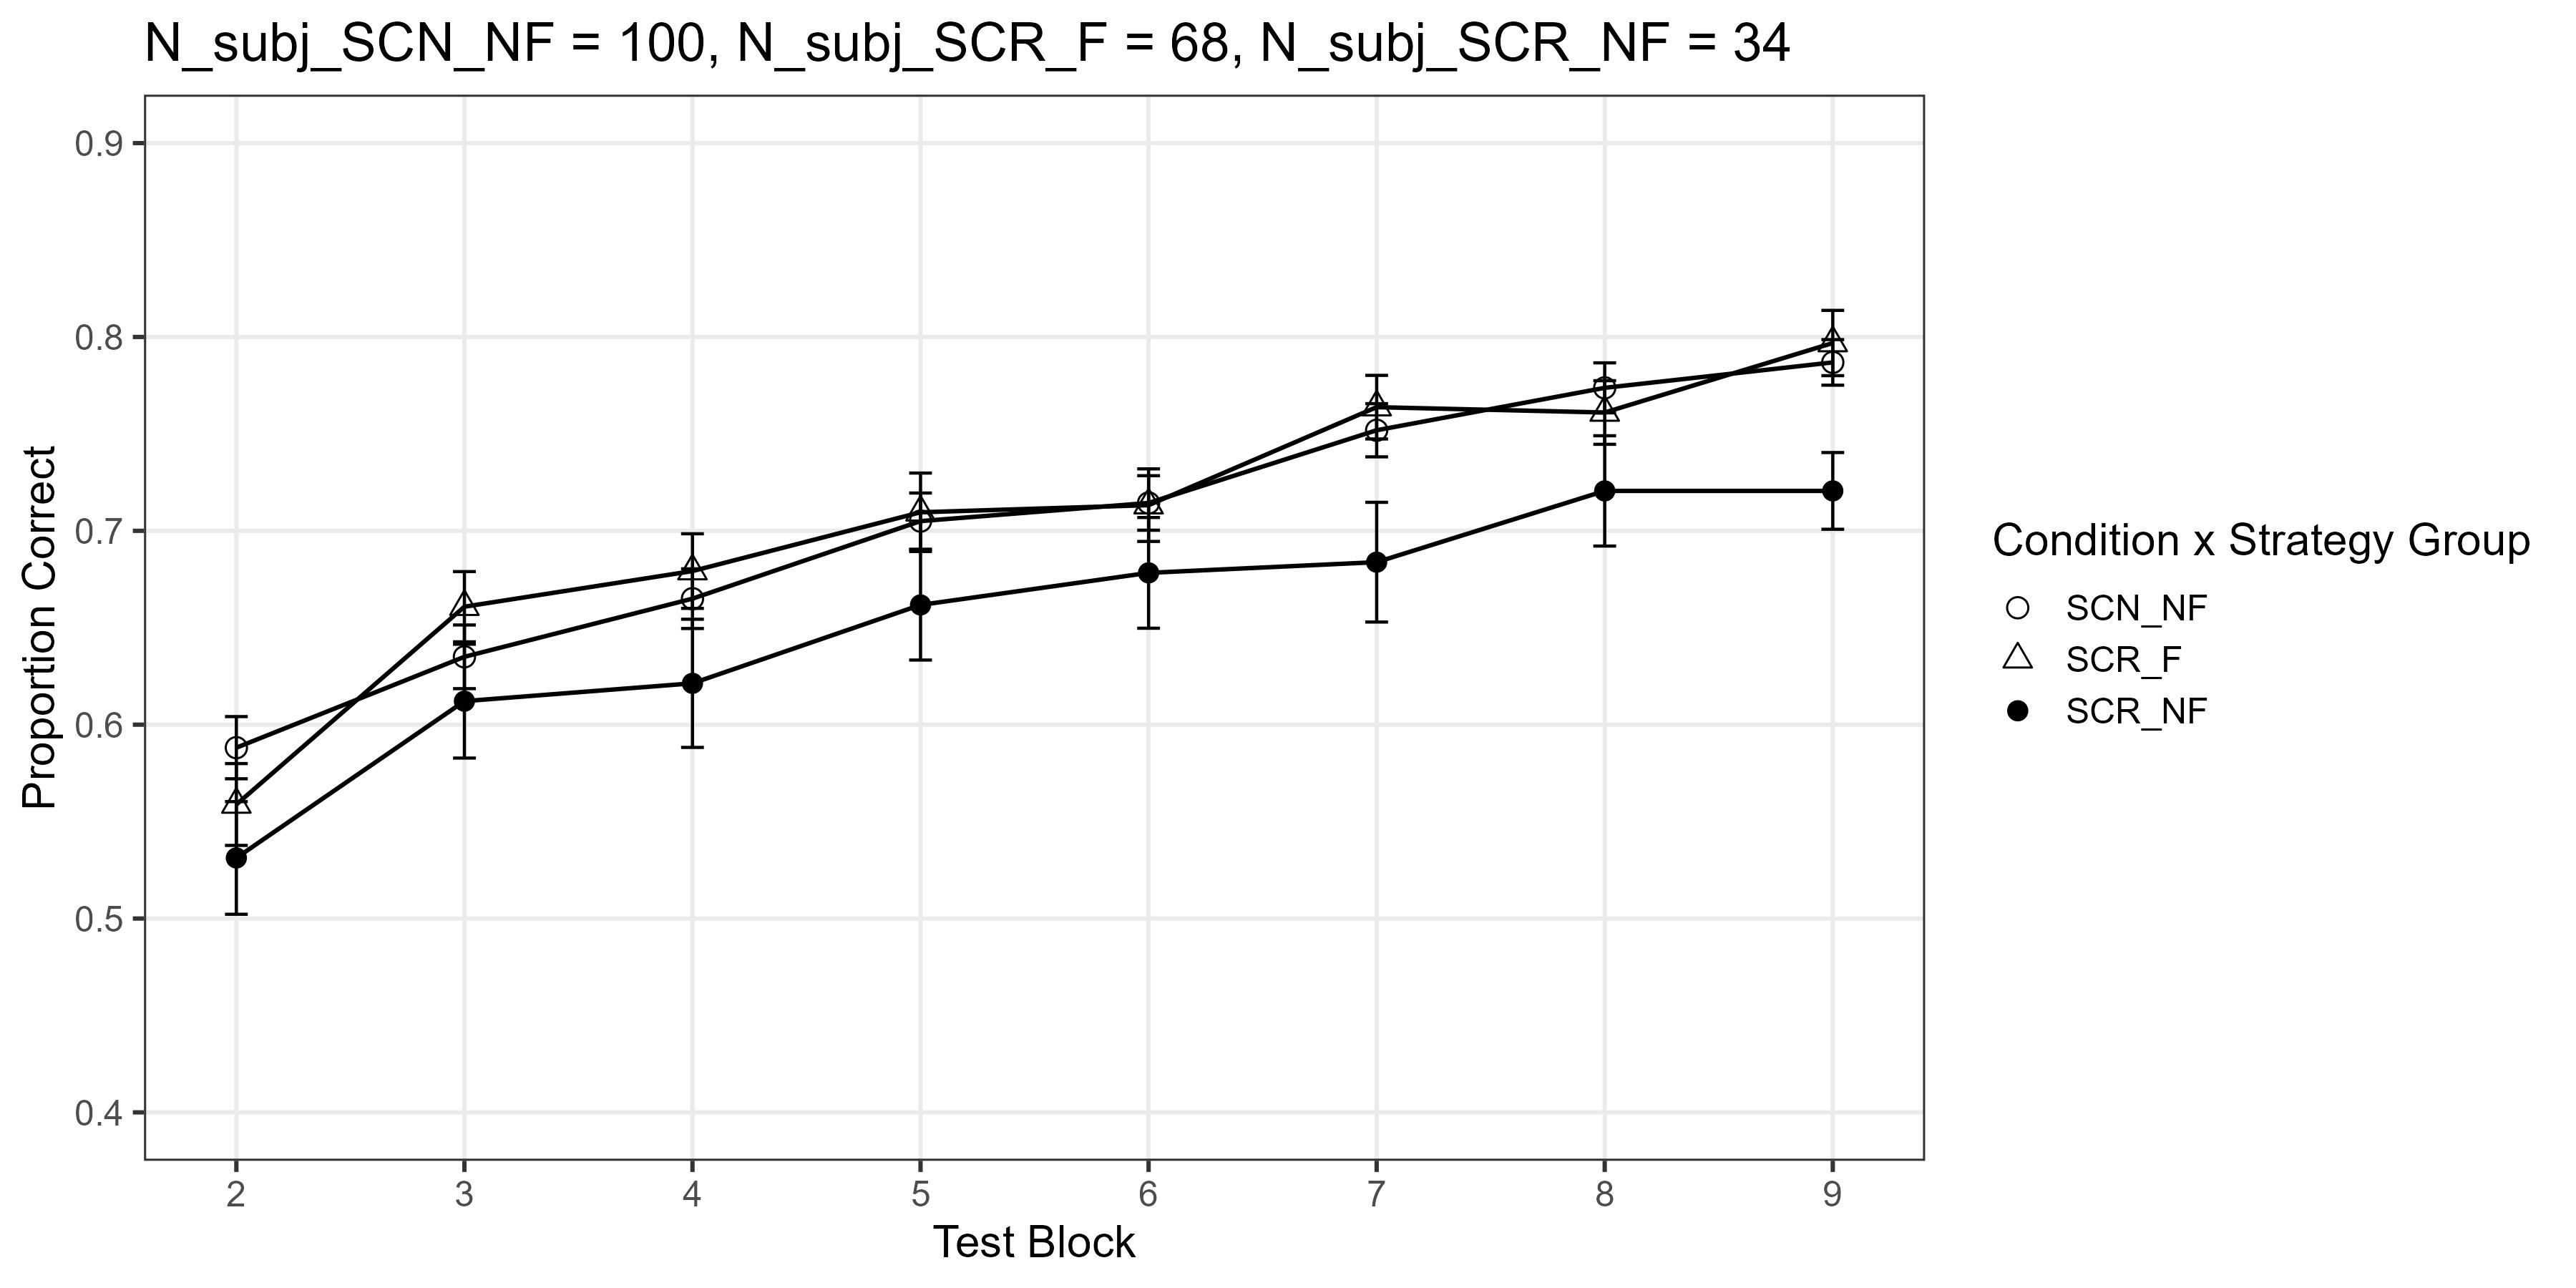 N_subj_SCN_NF = 100, N_subj_SCR_F = 68, N_subj_SCR_NF = 34
0.9
0.8
0.7
0.6
0.5
0.4
Proportion Correct
2 3 4 5 6 7 8 9
Test Block
Condition x Strategy Group
SCN_NF
SCR_F
SCR_NF